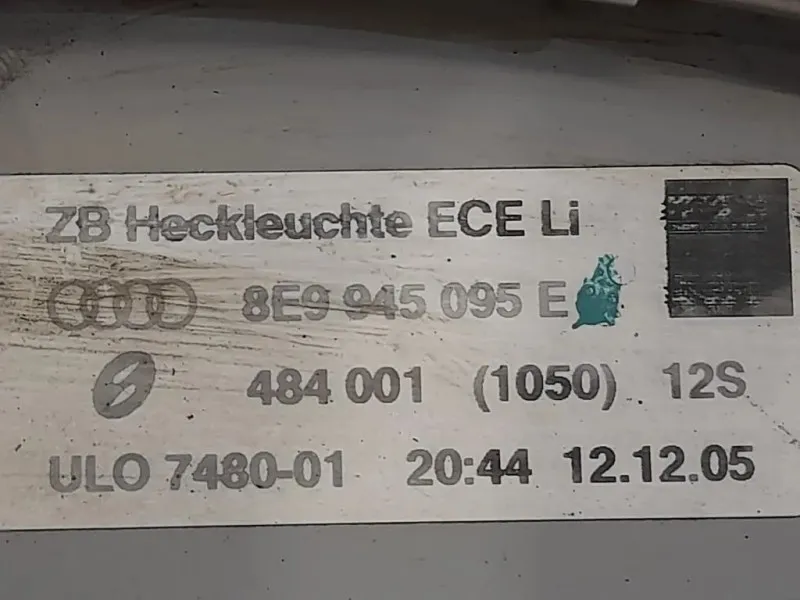 ZB Heckleuchte ECE Li
8E9 945 095 E
484 001 (1050) 12S
ULO 7480-01 20:44 12.12.05